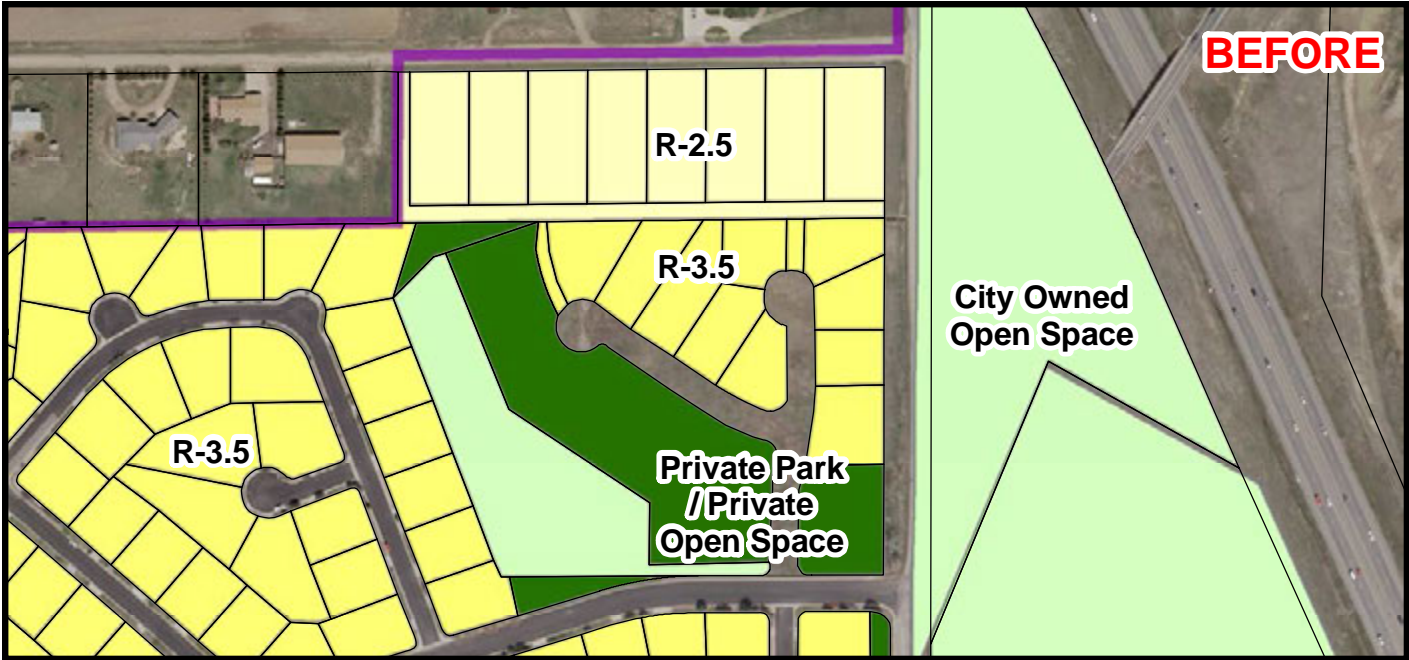 BEFORE
R-2.5
R-3.5
City Owned
Open Space
R-3.5
Private Park
/ Private
Open Space